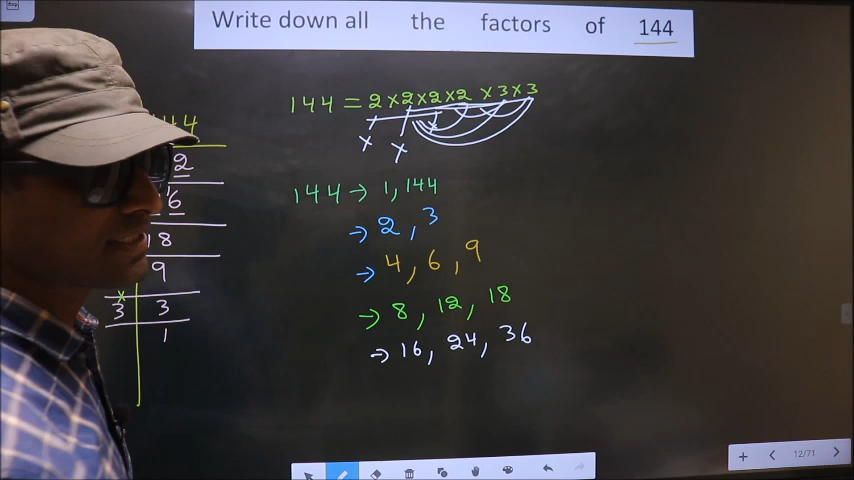 Write down all the factors of 144
144 = 2 × 2 × 2 × 2 × 3 × 3
x
x
144 → 1, 144
→ 2, 3
→ 4, 6, 9
→ 8, 12, 18
→ 16, 24, 36
44
2
6
18
9
3 3
1
12/71